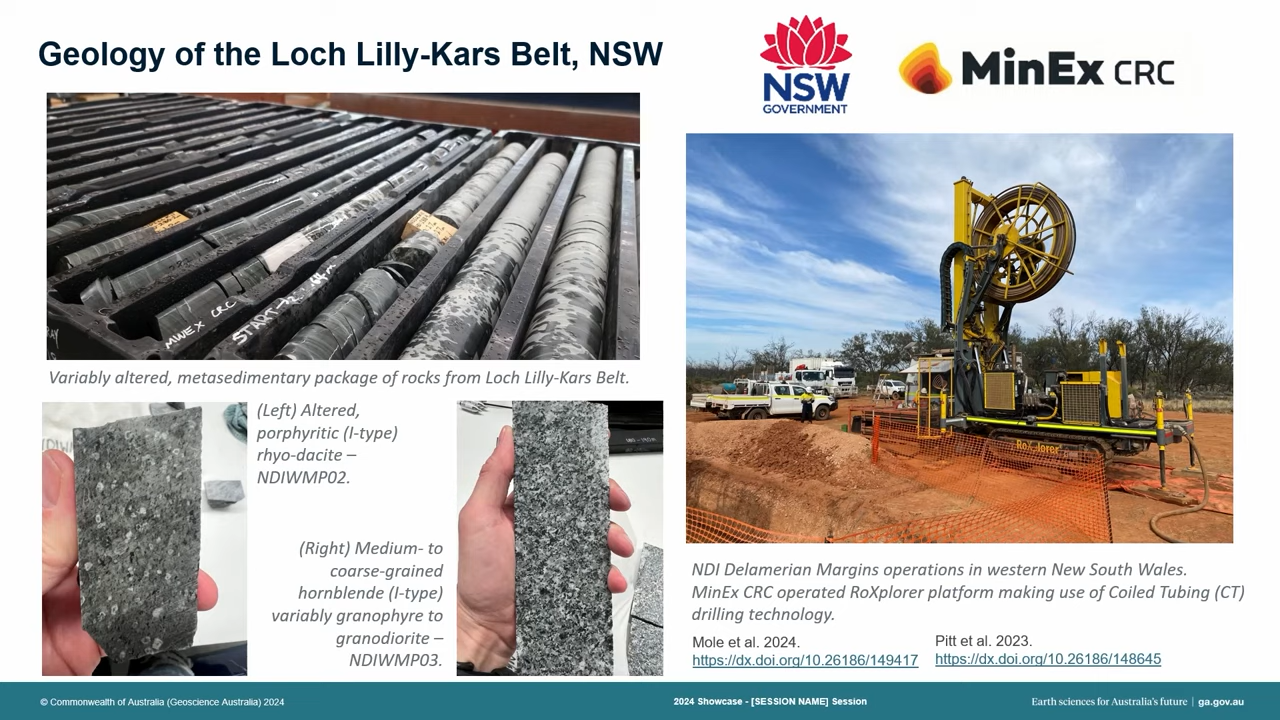 Geology of the Loch Lilly-Kars Belt, NSW
NSW
GOVERNMENT
MinEx CRC
MINEX CRC
START
Variably altered, metasedimentary package of rocks from Loch Lilly-Kars Belt.
(Left) Altered,
porphyritic (I-type)
rhyo-dacite –
NDIWMP02.
(Right) Medium- to
coarse-grained
hornblende (I-type)
variably granophyre to
granodiorite –
NDIWMP03.
RoXplorer
NDI Delamerian Margins operations in western New South Wales.
MinEx CRC operated RoXplorer platform making use of Coiled Tubing (CT)
drilling technology.
Mole et al. 2024.
https://dx.doi.org/10.26186/149417
Pitt et al. 2023.
https://dx.doi.org/10.26186/148645
© Commonwealth of Australia (Geoscience Australia) 2024
2024 Showcase - [SESSION NAME] Session
Earth sciences for Australia's future | ga.gov.au